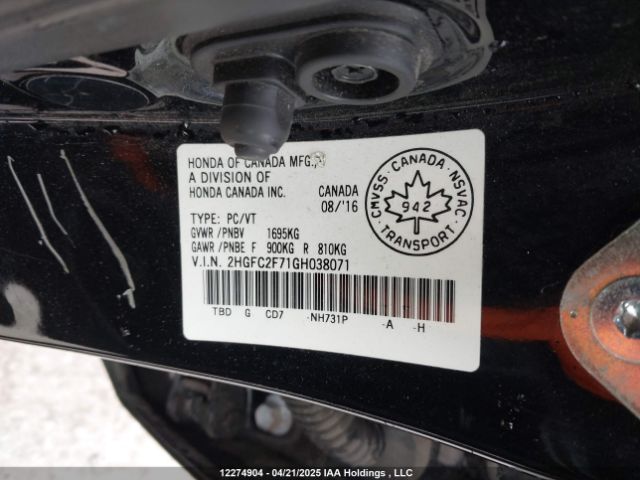 HONDA OF CANADA MFG.,
A DIVISION OF
HONDA CANADA INC.
CANADA
08/'16
TYPE: PC/VT
GVWR /PNBV 1695KG
GAWR /PNBE F 900KG R 810KG
V.I.N. 2HGFC2F71GH038071
TBD G CD7 -NH731P -A -H
CMVSS · CANADA · NSVAC
942
TRANSPORT
12274904 - 04/21/2025 IAA Holdings , LLC